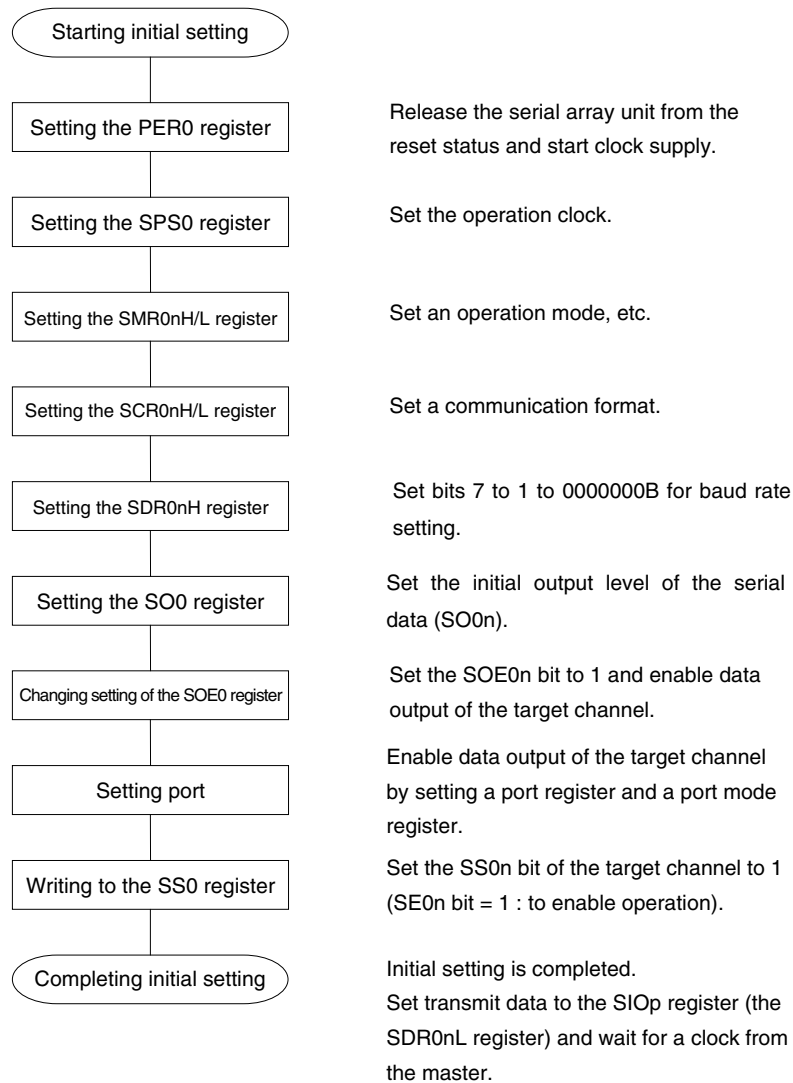 Starting initial setting
Setting the PER0 register
Release the serial array unit from the
reset status and start clock supply.
Setting the SPS0 register
Set the operation clock.
Setting the SMR0nH/L register
Set an operation mode, etc.
Setting the SCR0nH/L register
Set a communication format.
Setting the SDR0nH register
Set bits 7 to 1 to 0000000B for baud rate
setting.
Setting the SO0 register
Set the initial output level of the serial
data (SO0n).
Changing setting of the SOE0 register
Set the SOE0n bit to 1 and enable data
output of the target channel.
Setting port
Enable data output of the target channel
by setting a port register and a port mode
register.
Writing to the SS0 register
Set the SS0n bit of the target channel to 1
(SE0n bit = 1 : to enable operation).
Completing initial setting
Initial setting is completed.
Set transmit data to the SIOp register (the
SDR0nL register) and wait for a clock from
the master.